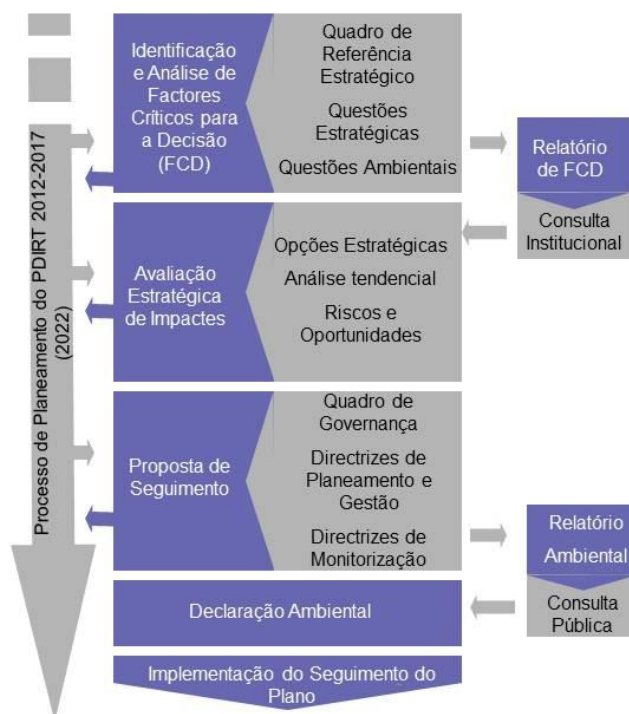 Processo de Planeamento do PDIRT 2012-2017
(2022)
Identificação
e Análise de
Factores
Críticos para
a Decisão
(FCD)
Quadro de
Referência
Estratégico
Questões
Estratégicas
Questões Ambientais
Relatório
de FCD
Consulta
Institucional
Avaliação
Estratégica
de Impactes
Opções Estratégicas
Análise tendencial
Riscos e
Oportunidades
Proposta de
Seguimento
Quadro de
Governança
Directrizes de
Planeamento e
Gestão
Directrizes de
Monitorização
Relatório
Ambiental
Consulta
Pública
Declaração Ambiental
Implementação do Seguimento do
Plano